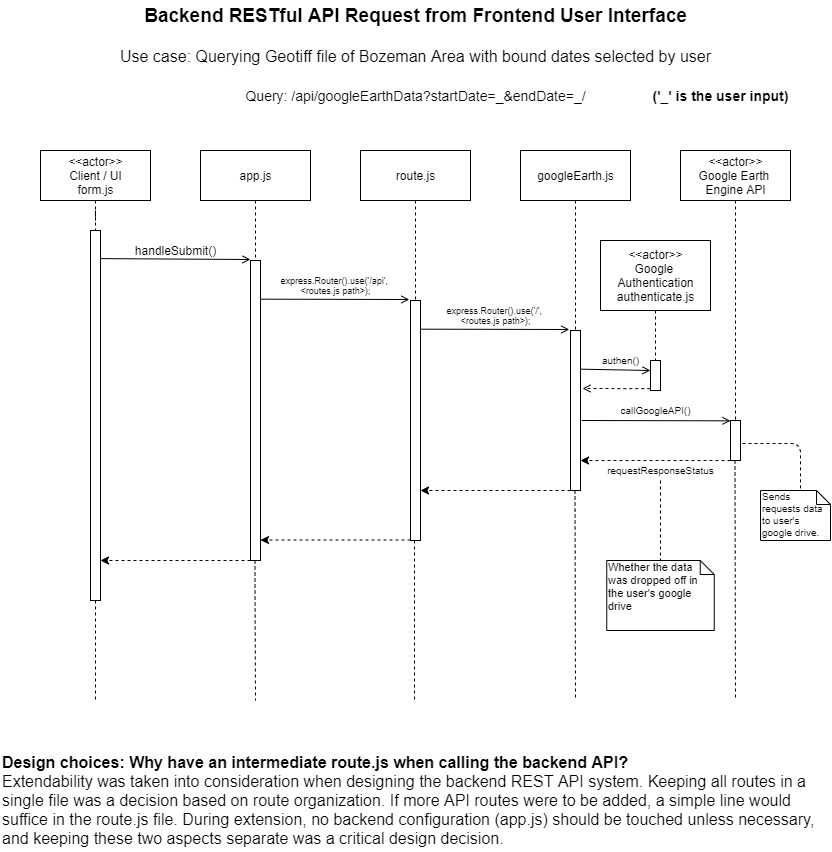 Backend RESTful API Request from Frontend User Interface
Use case: Querying Geotiff file of Bozeman Area with bound dates selected by user
Query: /api/googleEarthData?startDate=_&endDate=_/ ('_' is the user input)
<<actor>>
Client / UI
form.js
app.js
route.js
googleEarth.js
<<actor>>
Google Earth
Engine API
handleSubmit()
<<actor>>
Google
Authentication
authenticate.js
express.Router().use('/api',
<routes.js path>);
express.Router().use('/',
<routes.js path>);
authen()
callGoogleAPI()
requestResponseStatus
Sends
requests data
to user's
google drive.
Whether the data
was dropped off in
the user's google
drive
Design choices: Why have an intermediate route.js when calling the backend API?
Extendability was taken into consideration when designing the backend REST API system. Keeping all routes in a
single file was a decision based on route organization. If more API routes were to be added, a simple line would
suffice in the route.js file. During extension, no backend configuration (app.js) should be touched unless necessary,
and keeping these two aspects separate was a critical design decision.